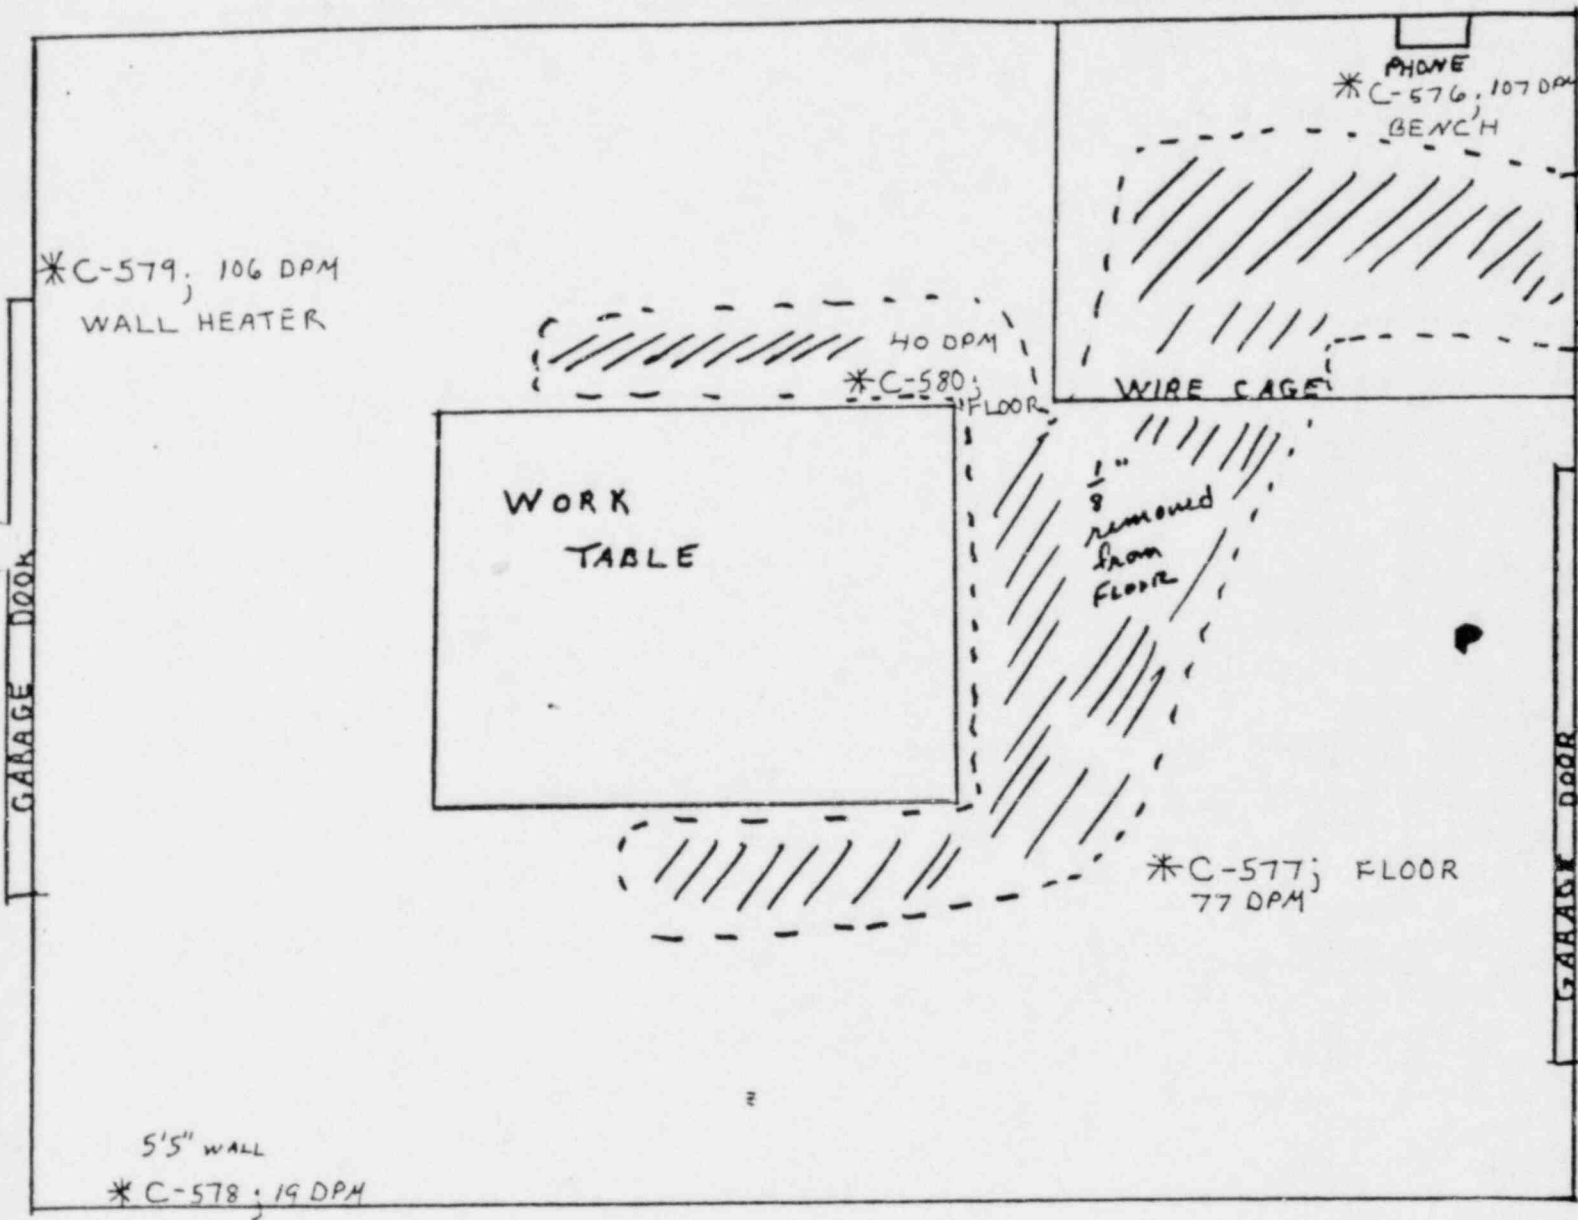 PHONE
* C-576; 107 DPM
BENCH
* C-579; 106 DPM
WALL HEATER
40 DPM
* C-580;
FLOOR
WIRE CAGE
WORK
TABLE
1/8"
removed
from
FLOOR
GARAGE DOOR
GARAGE DOOR
* C-577; FLOOR
77 DPM
5'5" WALL
* C-578; 19 DPM